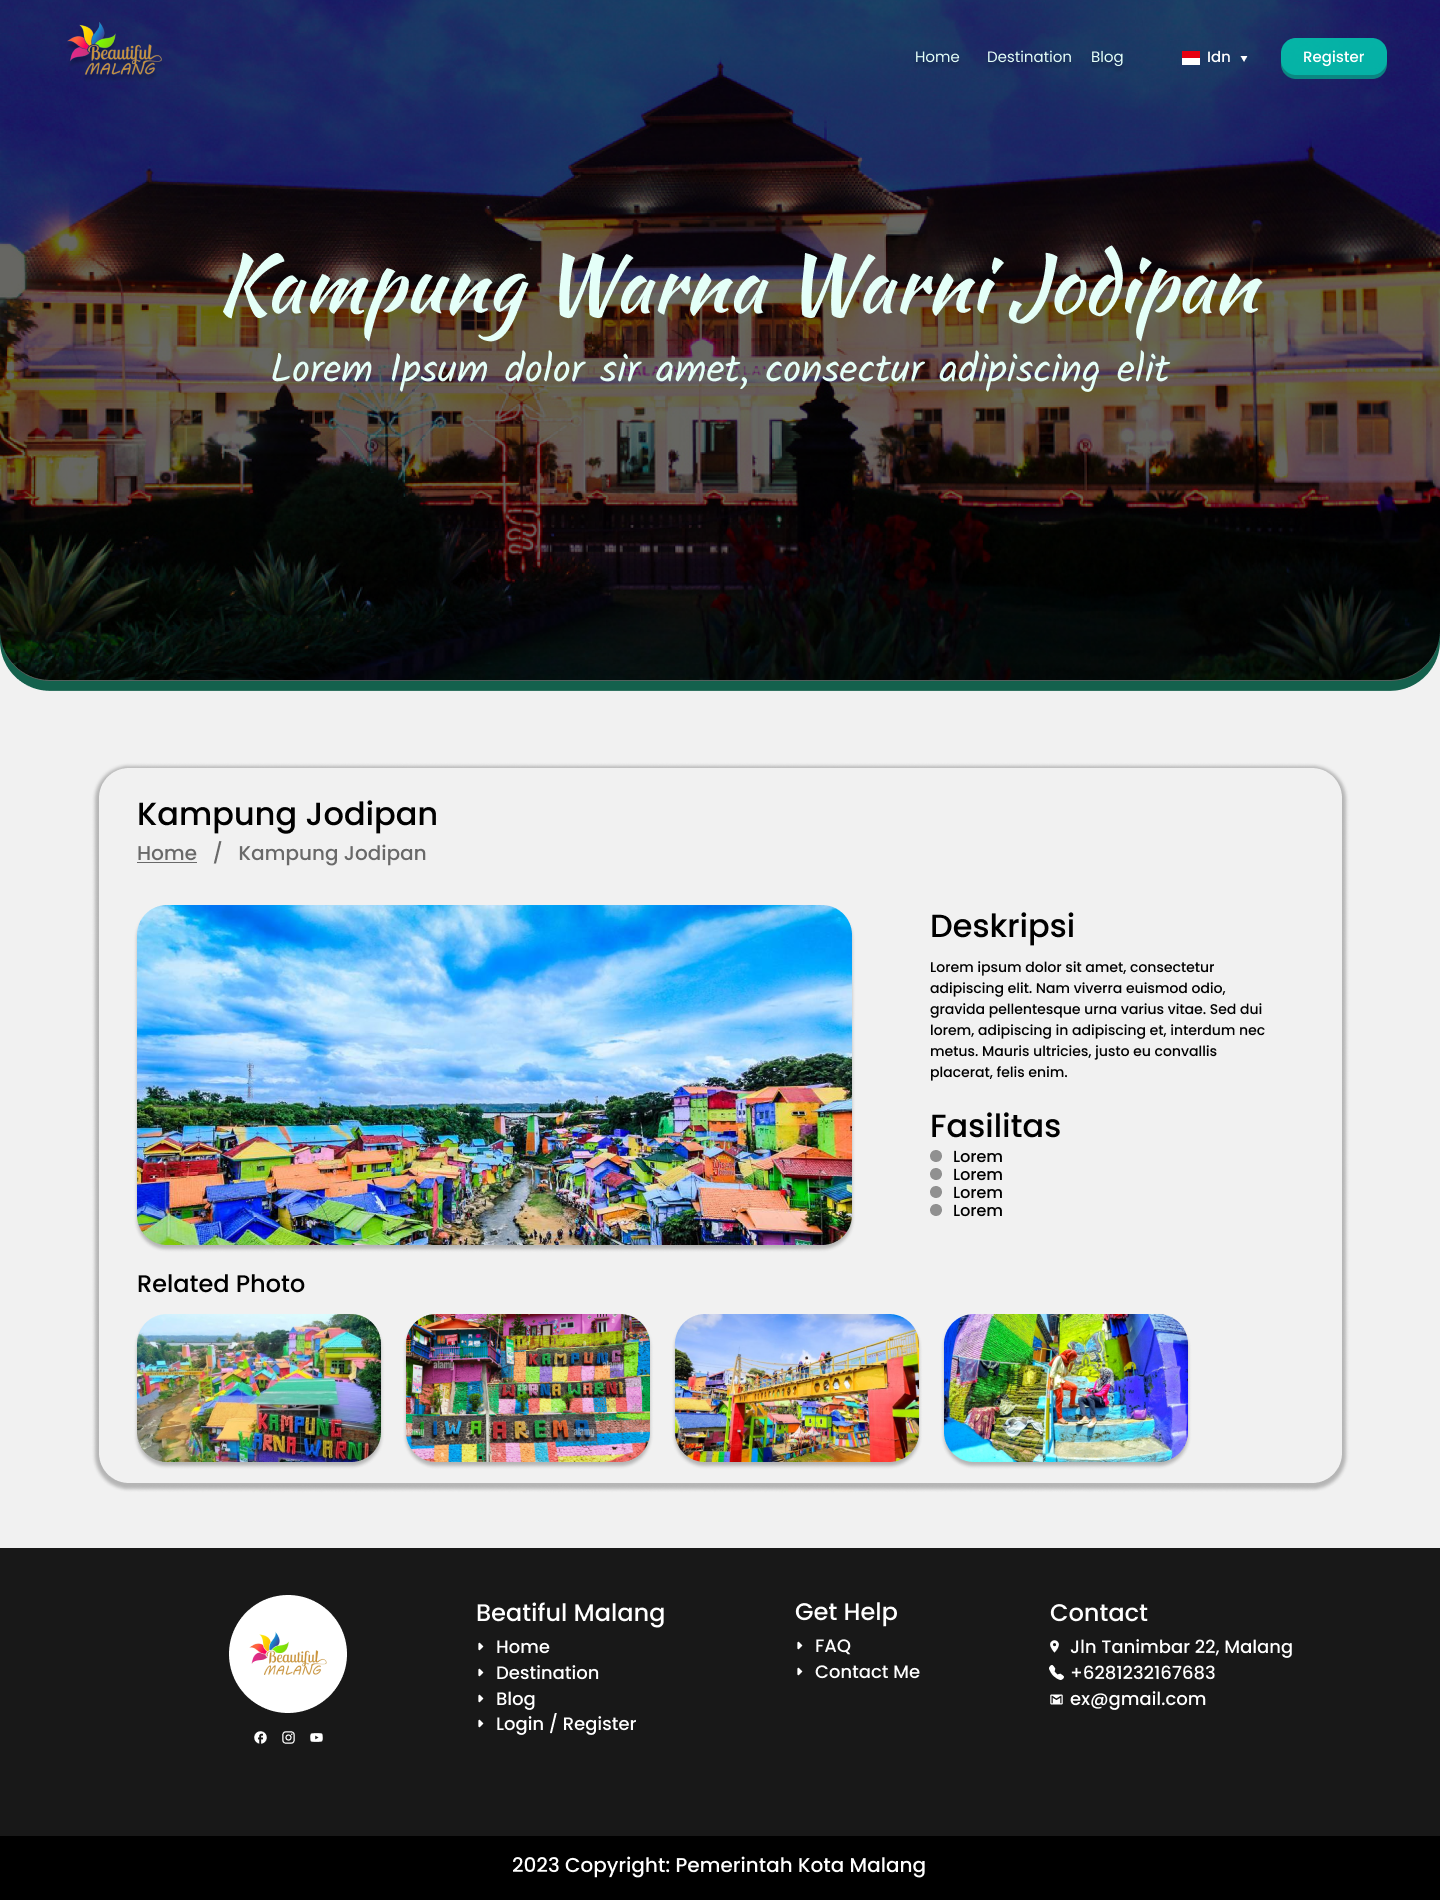 Beautiful
MALANG
Home
Destination
Blog
Idn
Register
Kampung Warna Warni Jodipan
Lorem Ipsum dolor sir amet, consectur adipiscing elit
Kampung Jodipan
Home / Kampung Jodipan
Deskripsi
Lorem ipsum dolor sit amet, consectetur
adipiscing elit. Nam viverra euismod odio,
gravida pellentesque urna varius vitae. Sed dui
lorem, adipiscing in adipiscing et, interdum nec
metus. Mauris ultricies, justo eu convallis
placerat, felis enim.
Fasilitas
Lorem
Lorem
Lorem
Lorem
Related Photo
KAMPUNG
ARNA WARNI
KAMPUNG
WARNA WARNI
IWA AREMA
alamy
alamy
Beautiful
MALANG
Beatiful Malang
Home
Destination
Blog
Login / Register
Get Help
FAQ
Contact Me
Contact
Jln Tanimbar 22, Malang
+6281232167683
ex@gmail.com
2023 Copyright: Pemerintah Kota Malang